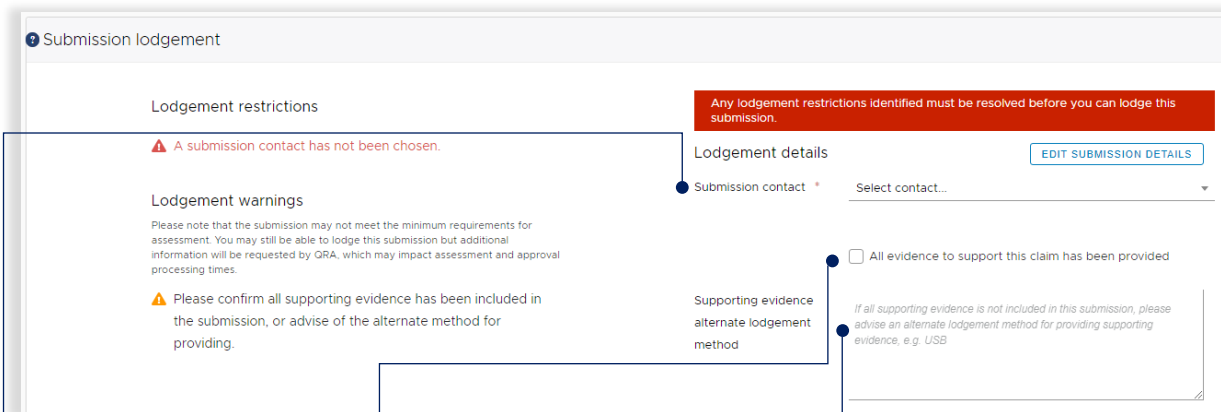 ? Submission lodgement
Lodgement restrictions
A submission contact has not been chosen.
Lodgement warnings
Please note that the submission may not meet the minimum requirements for
assessment. You may still be able to lodge this submission but additional
information will be requested by QRA, which may impact assessment and approval
processing times.
Please confirm all supporting evidence has been included in
the submission, or advise of the alternate method for
providing.
Any lodgement restrictions identified must be resolved before you can lodge this
submission.
Lodgement details
EDIT SUBMISSION DETAILS
Submission contact *
Select contact...
All evidence to support this claim has been provided
Supporting evidence
alternate lodgement
method
If all supporting evidence is not included in this submission, please
advise an alternate lodgement method for providing supporting
evidence, e.g. USB